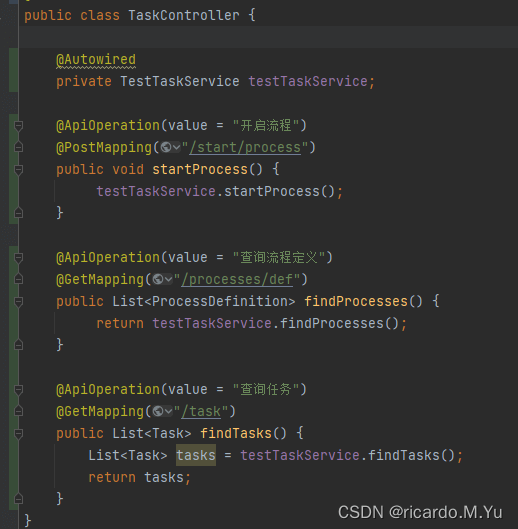 public class TaskController {
@Autowired
private TestTaskService testTaskService;
@ApiOperation(value = "开启流程")
@PostMapping("/start/process")
public void startProcess() {
testTaskService.startProcess();
}
@ApiOperation(value = "查询流程定义")
@GetMapping("/processes/def")
public List<ProcessDefinition> findProcesses() {
return testTaskService.findProcesses();
}
@ApiOperation(value = "查询任务")
@GetMapping("/task")
public List<Task> findTasks() {
List<Task> tasks = testTaskService.findTasks();
return tasks;
}
}
CSDN @ricardo.M.Yu